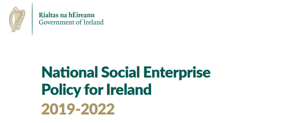 Rialtas na hÉireann
Government of Ireland
National Social Enterprise
Policy for Ireland
2019-2022